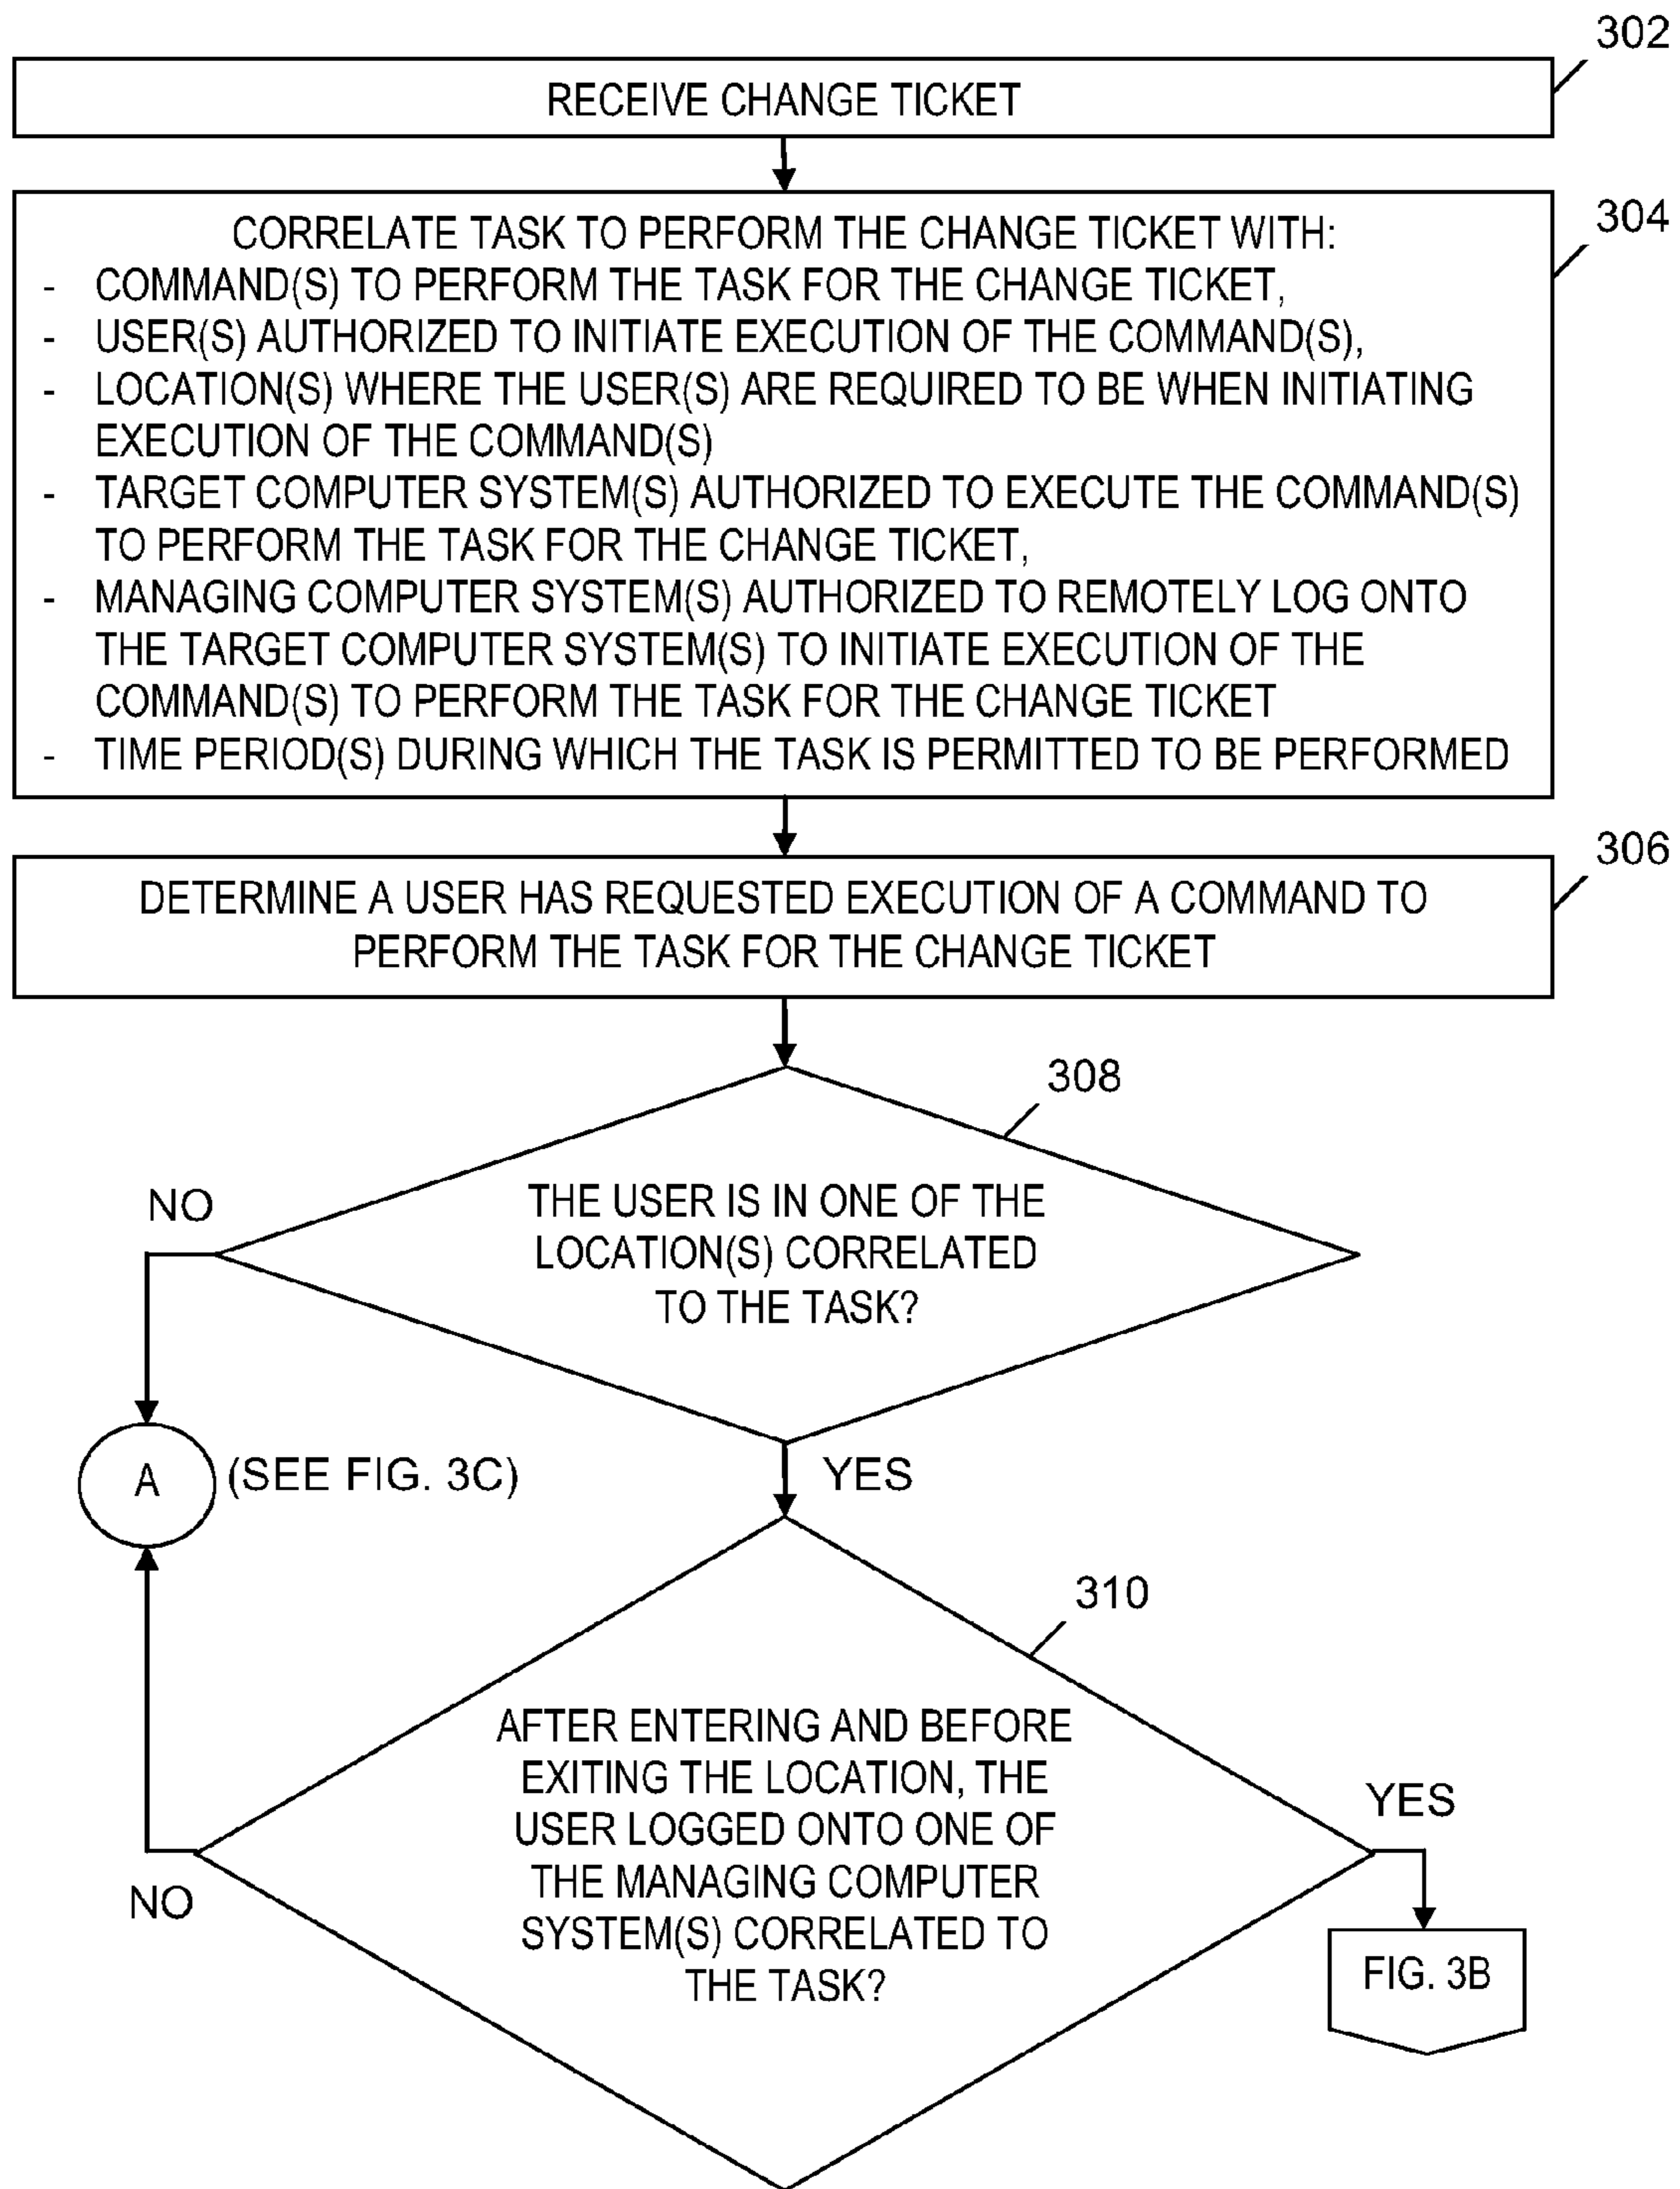 302
RECEIVE CHANGE TICKET
304
CORRELATE TASK TO PERFORM THE CHANGE TICKET WITH:
- COMMAND(S) TO PERFORM THE TASK FOR THE CHANGE TICKET,
- USER(S) AUTHORIZED TO INITIATE EXECUTION OF THE COMMAND(S),
- LOCATION(S) WHERE THE USER(S) ARE REQUIRED TO BE WHEN INITIATING
EXECUTION OF THE COMMAND(S)
- TARGET COMPUTER SYSTEM(S) AUTHORIZED TO EXECUTE THE COMMAND(S)
TO PERFORM THE TASK FOR THE CHANGE TICKET,
- MANAGING COMPUTER SYSTEM(S) AUTHORIZED TO REMOTELY LOG ONTO
THE TARGET COMPUTER SYSTEM(S) TO INITIATE EXECUTION OF THE
COMMAND(S) TO PERFORM THE TASK FOR THE CHANGE TICKET
- TIME PERIOD(S) DURING WHICH THE TASK IS PERMITTED TO BE PERFORMED
306
DETERMINE A USER HAS REQUESTED EXECUTION OF A COMMAND TO
PERFORM THE TASK FOR THE CHANGE TICKET
308
NO
THE USER IS IN ONE OF THE
LOCATION(S) CORRELATED
TO THE TASK?
A
(SEE FIG. 3C)
YES
310
AFTER ENTERING AND BEFORE
EXITING THE LOCATION, THE
USER LOGGED ONTO ONE OF
THE MANAGING COMPUTER
SYSTEM(S) CORRELATED TO
THE TASK?
YES
NO
FIG. 3B